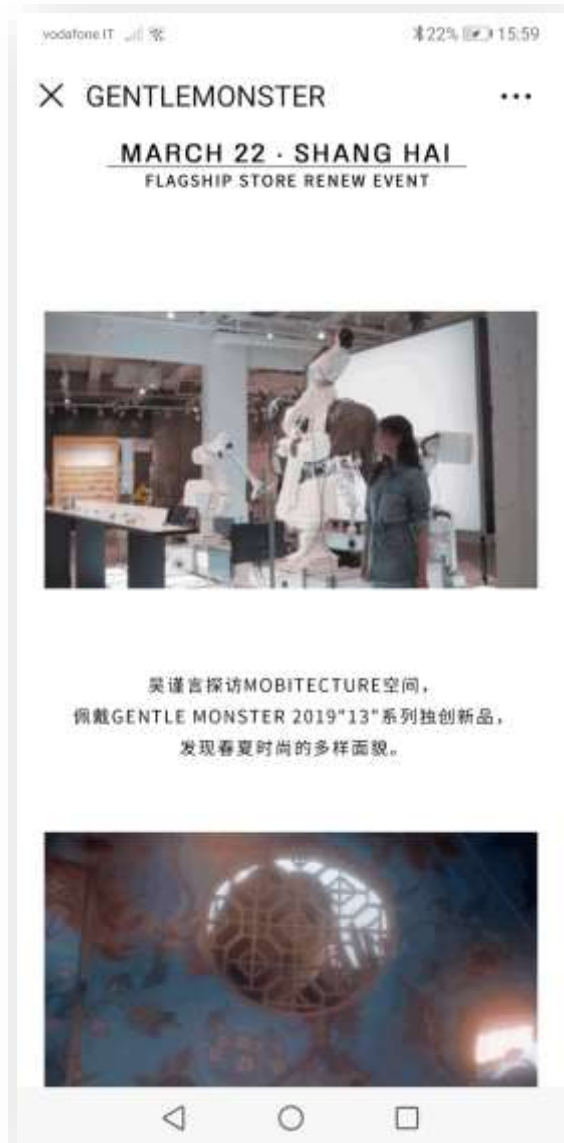 vodafone IT
22% 15:59
GENTLEMONSTER
MARCH 22 · SHANG HAI
FLAGSHIP STORE RENEW EVENT
吴谨言探访MOBITECTURE空间，
佩戴GENTLE MONSTER 2019"13"系列独创新品，
发现春夏时尚的多样面貌。